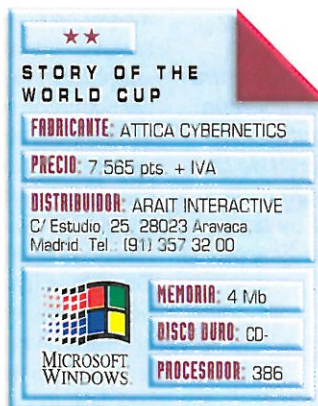 ★★
STORY OF THE
WORLD CUP
FABRICANTE: ATTICA CYBERNETICS
PRECIO: 7.565 pts. + IVA
DISTRIBUIDOR: ARAIT INTERACTIVE
C/ Estudio, 25. 28023 Aravaca.
Madrid. Tel.: (91) 357 32 00
MICROSOFT
WINDOWS.
MEMORIA: 4 Mb
DISCO DURO: CD-
PROCESADOR: 386